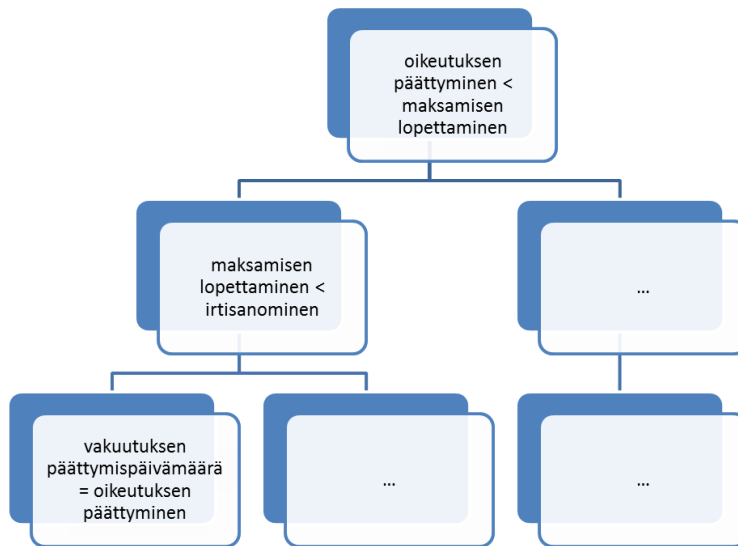 oikeutuksen
päättyminen <
maksamisen
lopettaminen
maksamisen
lopettaminen <
irtisanominen
...
vakuutuksen
päättymispäivämäärä
= oikeutuksen
päättyminen
...
...